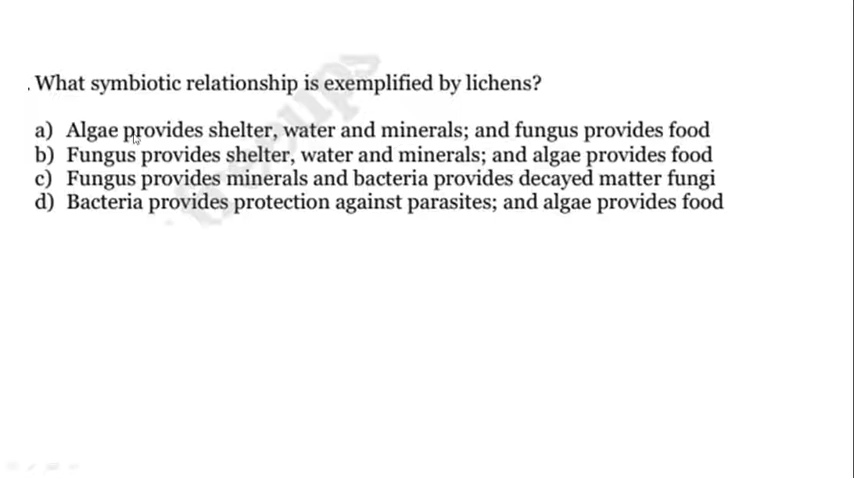 . What symbiotic relationship is exemplified by lichens?
a) Algae provides shelter, water and minerals; and fungus provides food
b) Fungus provides shelter, water and minerals; and algae provides food
c) Fungus provides minerals and bacteria provides decayed matter fungi
d) Bacteria provides protection against parasites; and algae provides food